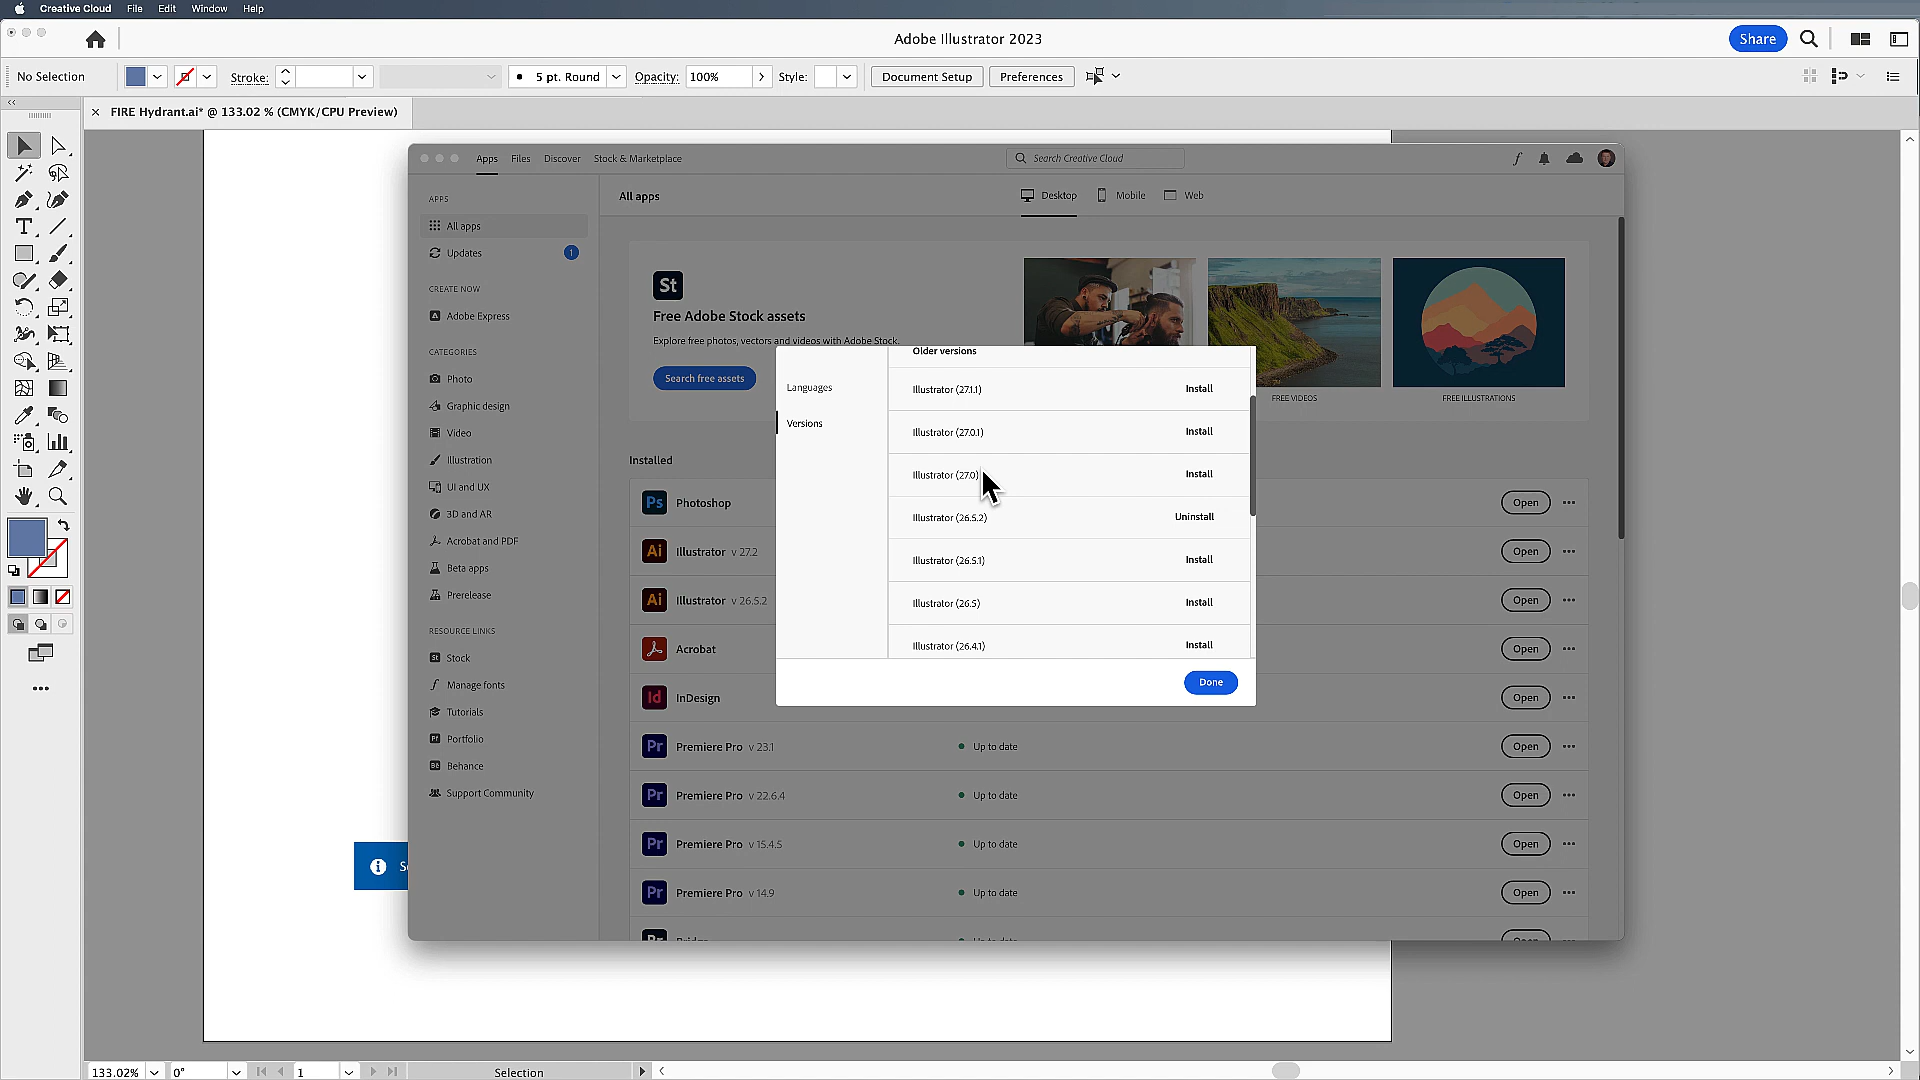 Creative Cloud File Edit Window Help
Adobe Illustrator 2023
Share
No Selection
Stroke:
5 pt. Round
Opacity:
100%
Style:
Document Setup
Preferences
FIRE Hydrant.ai* @ 133.02 % (CMYK/CPU Preview)
Apps Files Discover Stock & Marketplace
Search Creative Cloud
APPS
All apps
Updates
1
CREATE NOW
Adobe Express
CATEGORIES
Photo
Graphic design
Video
Illustration
UI and UX
3D and AR
Acrobat and PDF
Beta apps
Prerelease
RESOURCE LINKS
Stock
Manage fonts
Tutorials
Portfolio
Behance
Support Community
All apps
Desktop Mobile Web
St
Free Adobe Stock assets
Explore free photos, vectors and videos with Adobe Stock.
Search free assets
FREE VIDEOS
FREE ILLUSTRATIONS
Installed
Ps Photoshop Open
Ai Illustrator v 27.2 Open
Ai Illustrator v 26.5.2 Open
Acrobat Open
Id InDesign Open
Pr Premiere Pro v 23.1 Up to date Open
Pr Premiere Pro v 22.6.4 Up to date Open
Pr Premiere Pro v 15.4.5 Up to date Open
Pr Premiere Pro v 14.9 Up to date Open
Languages
Versions
Older versions
Illustrator (27.1.1) Install
Illustrator (27.0.1) Install
Illustrator (27.0) Install
Illustrator (26.5.2) Uninstall
Illustrator (26.5.1) Install
Illustrator (26.5) Install
Illustrator (26.4.1) Install
Done
133.02% 0° 1 Selection